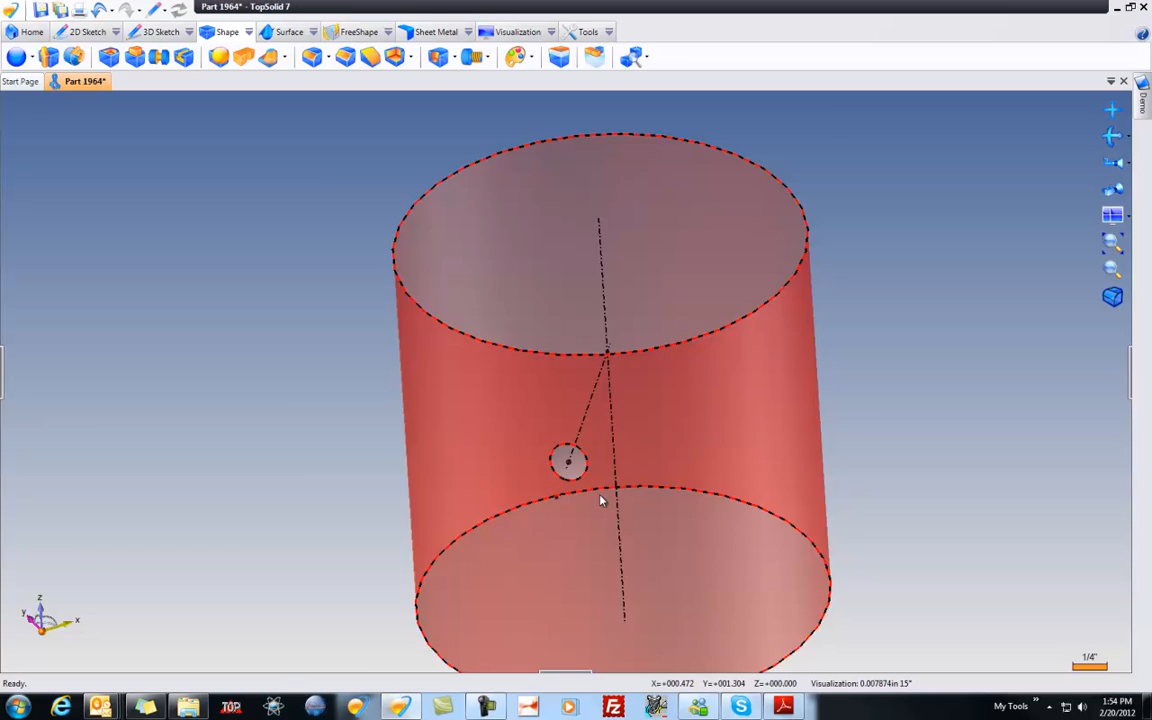 Part 1964* - TopSolid 7
Home 2D Sketch 3D Sketch Shape Surface FreeShape Sheet Metal Visualization Tools
Start Page Part 1964*
Demo
z
y
x
1/4"
Ready. X=+000.472 Y=+001.304 Z=+000.000 Visualization: 0.007874in 15°
TOP My Tools » 1:54 PM
2/20/2012